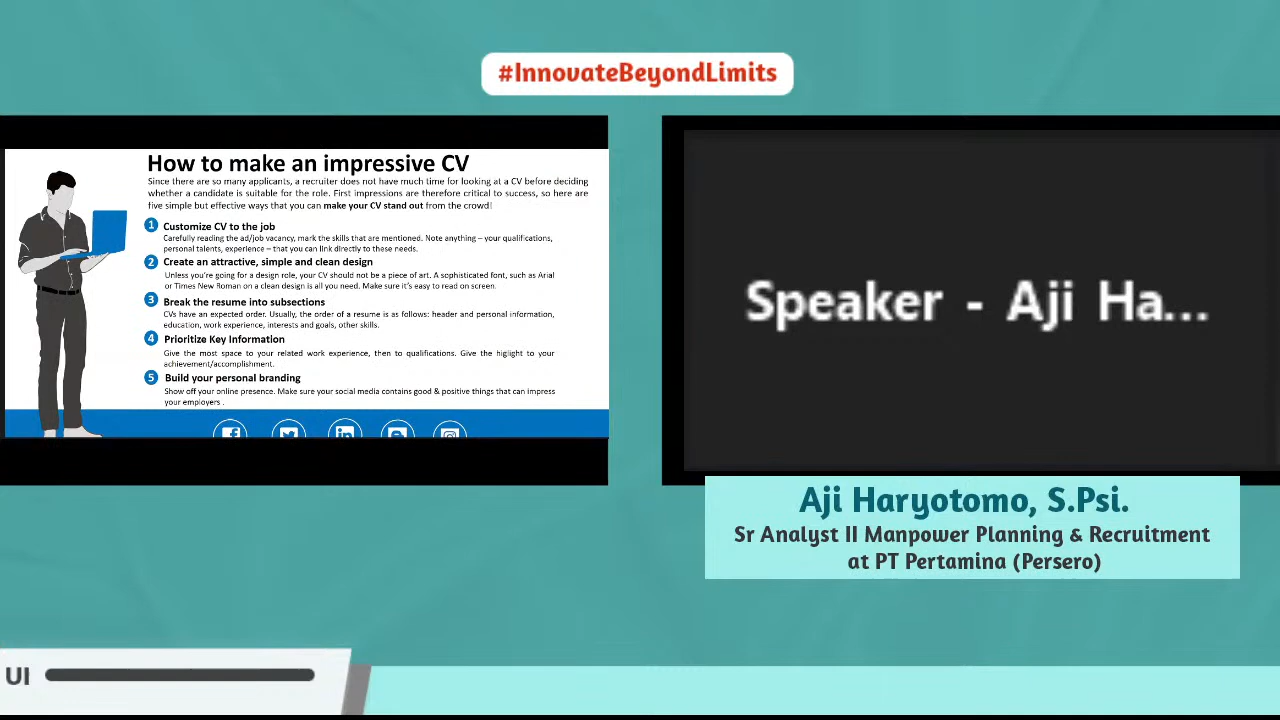 #InnovateBeyondLimits
How to make an impressive CV
Since there are so many applicants, a recruiter does not have much time for looking at a CV before deciding
whether a candidate is suitable for the role. First impressions are therefore critical to success, so here are
five simple but effective ways that you can make your CV stand out from the crowd!
1 Customize CV to the job
Carefully reading the ad/job vacancy, mark the skills that are mentioned. Note anything – your qualifications,
personal talents, experience – that you can link directly to these needs.
2 Create an attractive, simple and clean design
Unless you're going for a design role, your CV should not be a piece of art. A sophisticated font, such as Arial
or Times New Roman on a clean design is all you need. Make sure it's easy to read on screen.
3 Break the resume into subsections
CVs have an expected order. Usually, the order of a resume is as follows: header and personal information,
education, work experience, interests and goals, other skills.
4 Prioritize Key Information
Give the most space to your related work experience, then to qualifications. Give the higlight to your
achievement/accomplishment.
5 Build your personal branding
Show off your online presence. Make sure your social media contains good & positive things that can impress
your employers .
Speaker - Aji Ha...
Aji Haryotomo, S.Psi.
Sr Analyst II Manpower Planning & Recruitment
at PT Pertamina (Persero)
UI